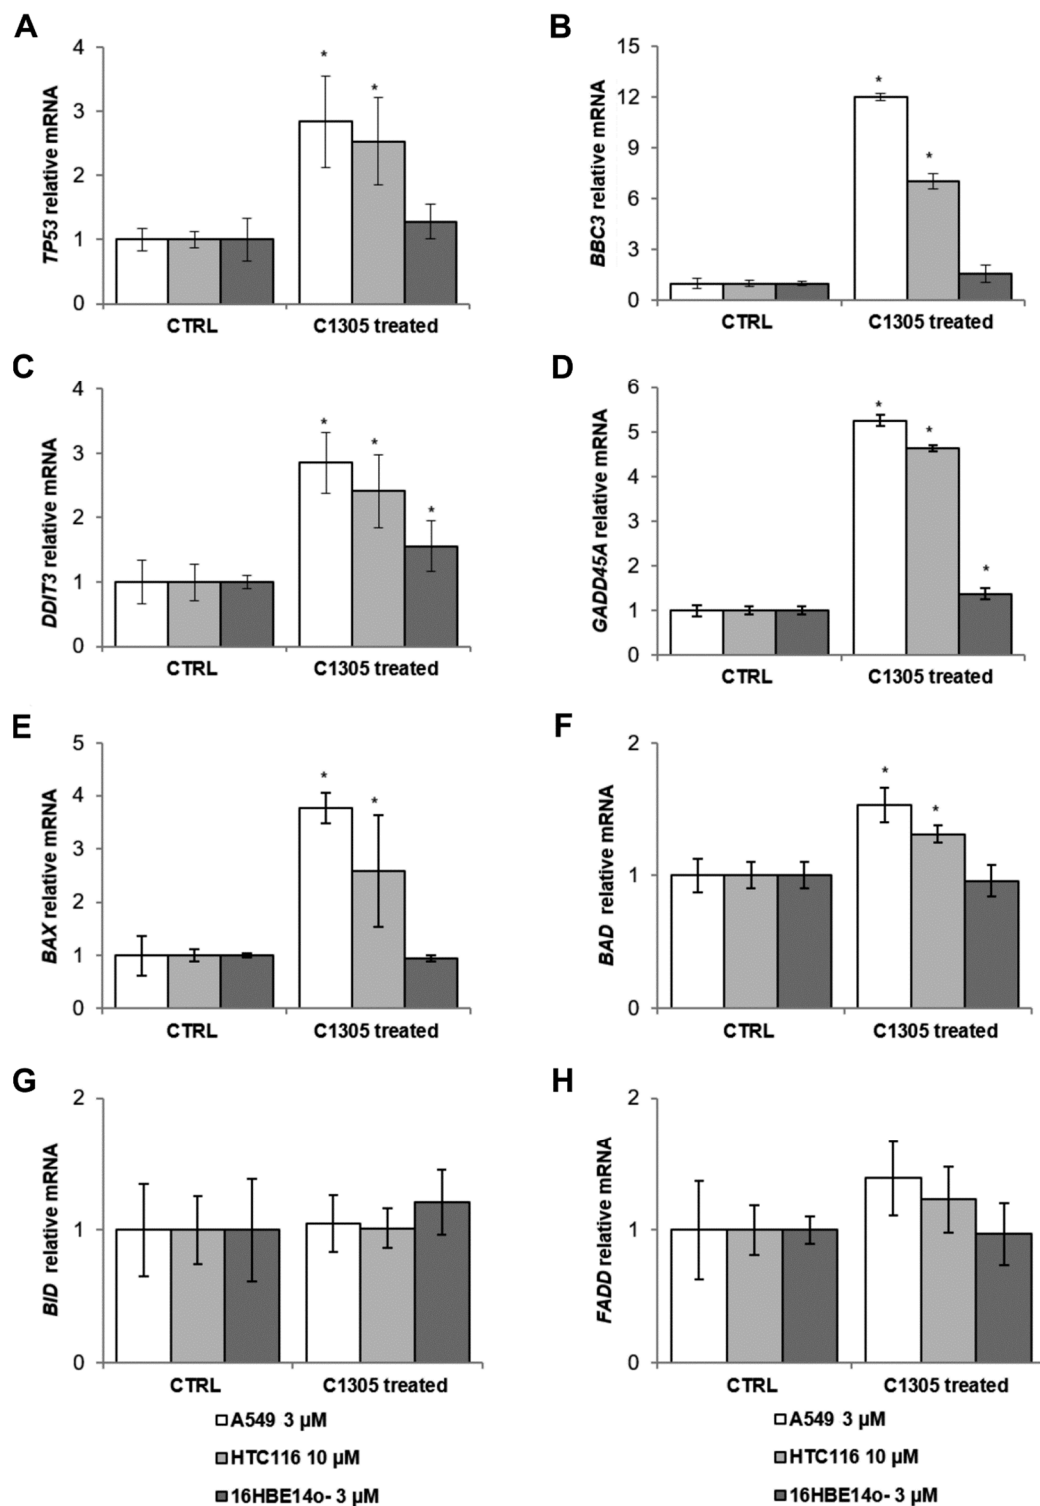 A
TP53 relative mRNA
4
3
2
1
0
*
*
CTRL
C1305 treated
B
BBC3 relative mRNA
15
12
9
6
3
0
*
*
CTRL
C1305 treated
C
DDIT3 relative mRNA
4
3
2
1
0
*
*
*
CTRL
C1305 treated
D
GADD45A relative mRNA
6
5
4
3
2
1
0
*
*
*
CTRL
C1305 treated
E
BAX relative mRNA
5
4
3
2
1
0
*
*
CTRL
C1305 treated
F
BAD relative mRNA
2
1
0
*
*
CTRL
C1305 treated
G
BID relative mRNA
2
1
0
CTRL
C1305 treated
A549 3 µM
HTC116 10 µM
16HBE14o- 3 µM
H
FADD relative mRNA
2
1
0
CTRL
C1305 treated
A549 3 µM
HTC116 10 µM
16HBE14o- 3 µM